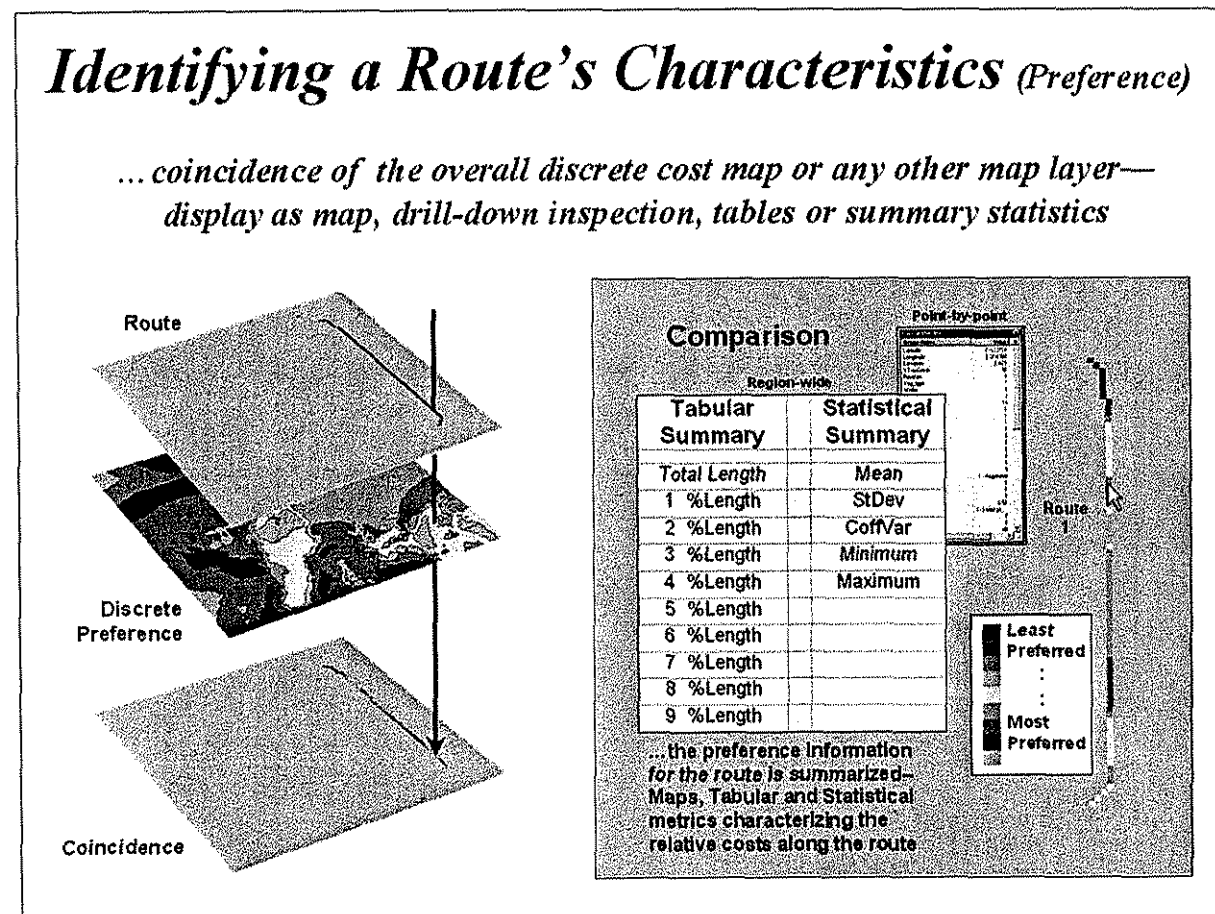 Identifying a Route's Characteristics (Preference)
...coincidence of the overall discrete cost map or any other map layer—
display as map, drill-down inspection, tables or summary statistics
Route
Discrete
Preference
Coincidence
Comparison
Point-by-point
Region-wide
Tabular Summary
Statistical Summary
Total Length
Mean
1 %Length
StDev
2 %Length
CoffVar
3 %Length
Minimum
4 %Length
Maximum
5 %Length
6 %Length
7 %Length
8 %Length
9 %Length
Route
1
Least
Preferred
:
:
Most
Preferred
...the preference information
for the route is summarized–
Maps, Tabular and Statistical
metrics characterizing the
relative costs along the route